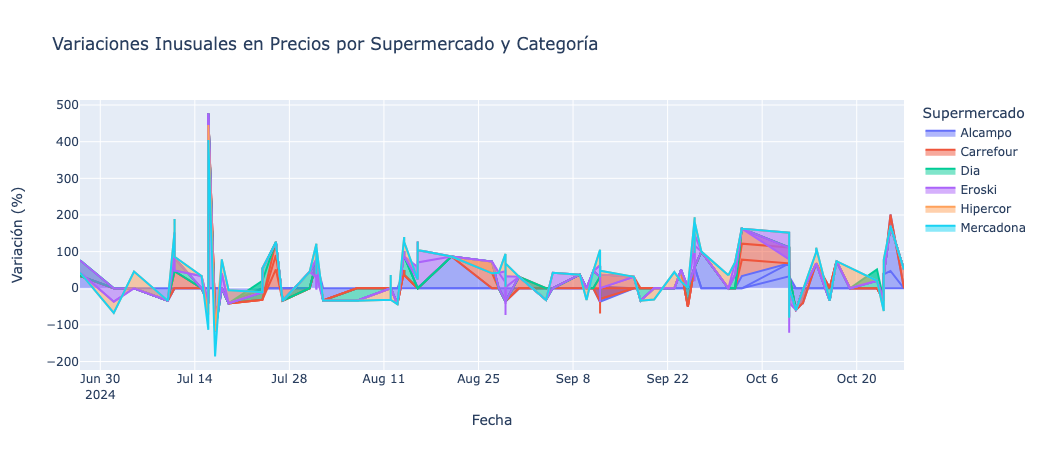 Variaciones Inusuales en Precios por Supermercado y Categoría
Supermercado
Alcampo
Carrefour
Dia
Eroski
Hipercor
Mercadona
Variación (%)
500
400
300
200
100
0
−100
−200
Jun 30
2024
Jul 14
Jul 28
Aug 11
Aug 25
Sep 8
Sep 22
Oct 6
Oct 20
Fecha